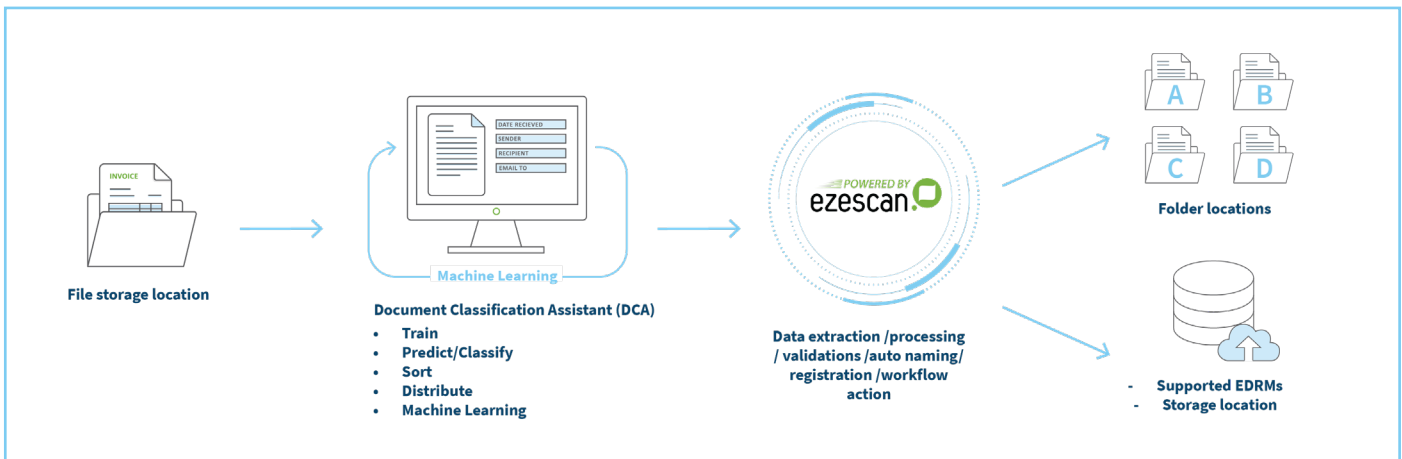 INVOICE
File storage location
DATE RECIEVED
SENDER
RECIPIENT
EMAIL TO
Machine Learning
Document Classification Assistant (DCA)
• Train
• Predict/Classify
• Sort
• Distribute
• Machine Learning
POWERED BY
ezescan
Data extraction /processing
/ validations /auto naming/
registration /workflow
action
A B
C D
Folder locations
- Supported EDRMs
- Storage location